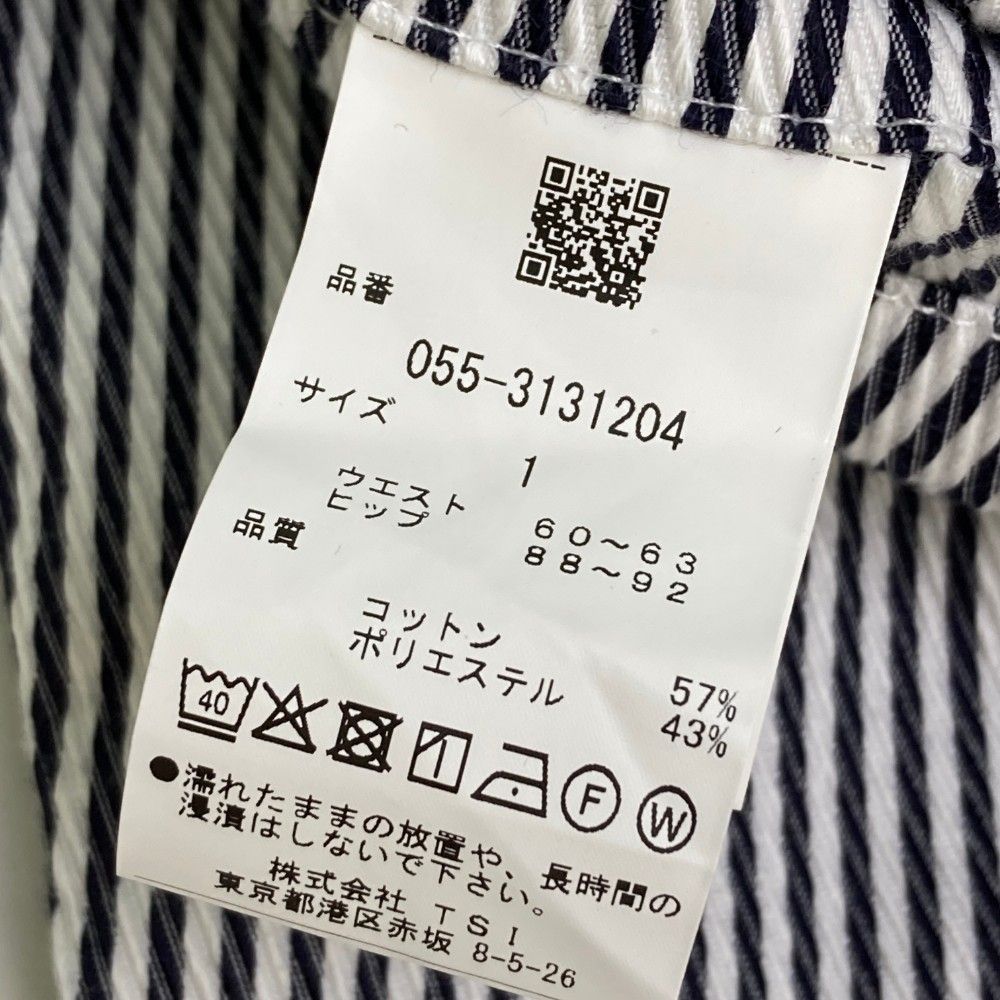 品番
055-3131204
サイズ
1
ウエスト 60～63
ヒップ 88～92
品質
コットン 57%
ポリエステル 43%
40
F
W
●濡れたままの放置や、長時間の
浸漬はしないで下さい。
株式会社 TSI
東京都港区赤坂 8-5-26